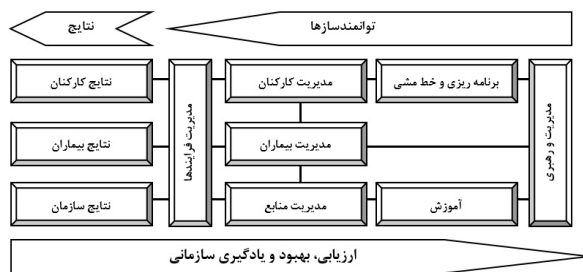 توانمندسازها
نتایج
مدیریت و رهبری
برنامه ریزی و خط مشی
مدیریت کارکنان
مدیریت فرایندها
نتایج کارکنان
مدیریت بیماران
نتایج بیماران
آموزش
مدیریت منابع
نتایج سازمان
ارزیابی، بهبود و یادگیری سازمانی